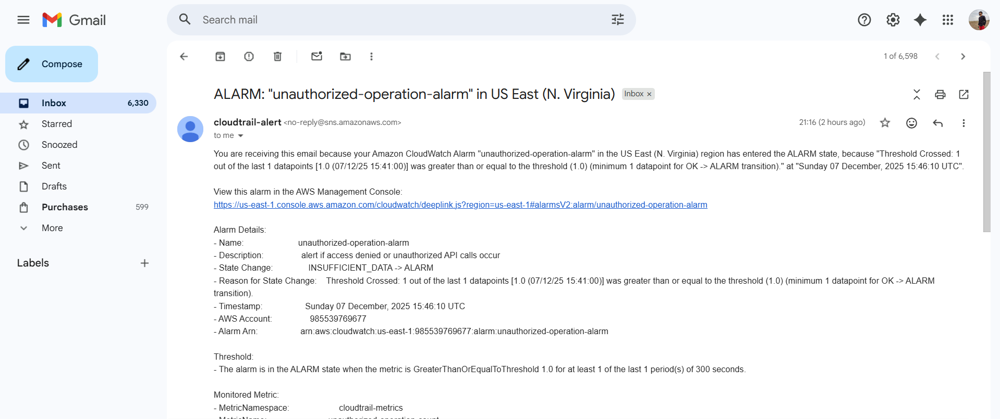 Gmail
Search mail
Compose
1 of 6,598
Inbox 6,330
Starred
Snoozed
Sent
Drafts
Purchases 599
More
Labels
ALARM: "unauthorized-operation-alarm" in US East (N. Virginia) Inbox ×
cloudtrail-alert <no-reply@sns.amazonaws.com> 21:16 (2 hours ago)
to me
You are receiving this email because your Amazon CloudWatch Alarm "unauthorized-operation-alarm" in the US East (N. Virginia) region has entered the ALARM state, because "Threshold Crossed: 1
out of the last 1 datapoints [1.0 (07/12/25 15:41:00)] was greater than or equal to the threshold (1.0) (minimum 1 datapoint for OK -> ALARM transition)." at "Sunday 07 December, 2025 15:46:10 UTC".
View this alarm in the AWS Management Console:
https://us-east-1.console.aws.amazon.com/cloudwatch/deeplink.js?region=us-east-1#alarmsV2:alarm/unauthorized-operation-alarm
Alarm Details:
- Name: unauthorized-operation-alarm
- Description: alert if access denied or unauthorized API calls occur
- State Change: INSUFFICIENT_DATA -> ALARM
- Reason for State Change: Threshold Crossed: 1 out of the last 1 datapoints [1.0 (07/12/25 15:41:00)] was greater than or equal to the threshold (1.0) (minimum 1 datapoint for OK -> ALARM
transition).
- Timestamp: Sunday 07 December, 2025 15:46:10 UTC
- AWS Account: 985539769677
- Alarm Arn: arn:aws:cloudwatch:us-east-1:985539769677:alarm:unauthorized-operation-alarm
Threshold:
- The alarm is in the ALARM state when the metric is GreaterThanOrEqualToThreshold 1.0 for at least 1 of the last 1 period(s) of 300 seconds.
Monitored Metric:
- MetricNamespace: cloudtrail-metrics
- MetricName: unauthorized-operation-count